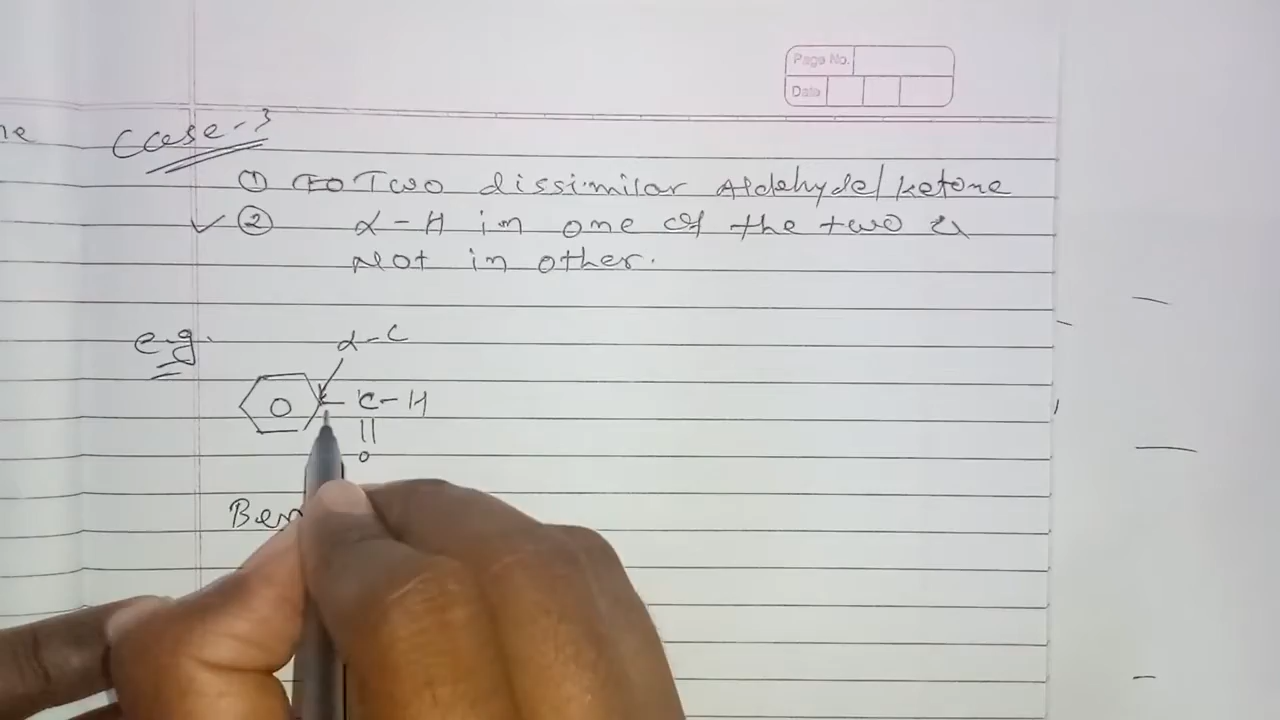 Page No.
Date
Case-3
① Two dissimilar Aldehyde/ketone
② α-H in one of the two &
Not in other.
e.g.
α-C
C-H
O
Ben